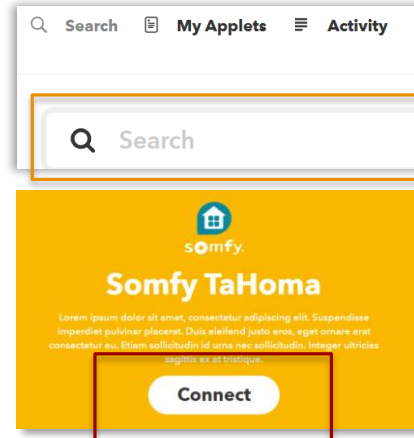 Search My Applets Activity
Search
somfy.
Somfy TaHoma
Lorem ipsum dolor sit amet, consectetur adipiscing elit. Suspendisse
imperdiet pulvinar placerat. Duis eleifend justo eros, eget ornare erat
consectetur eu. Etiam sollicitudin id urna nec sollicitudin. Integer ultricies
sagittis ex at tristique.
Connect